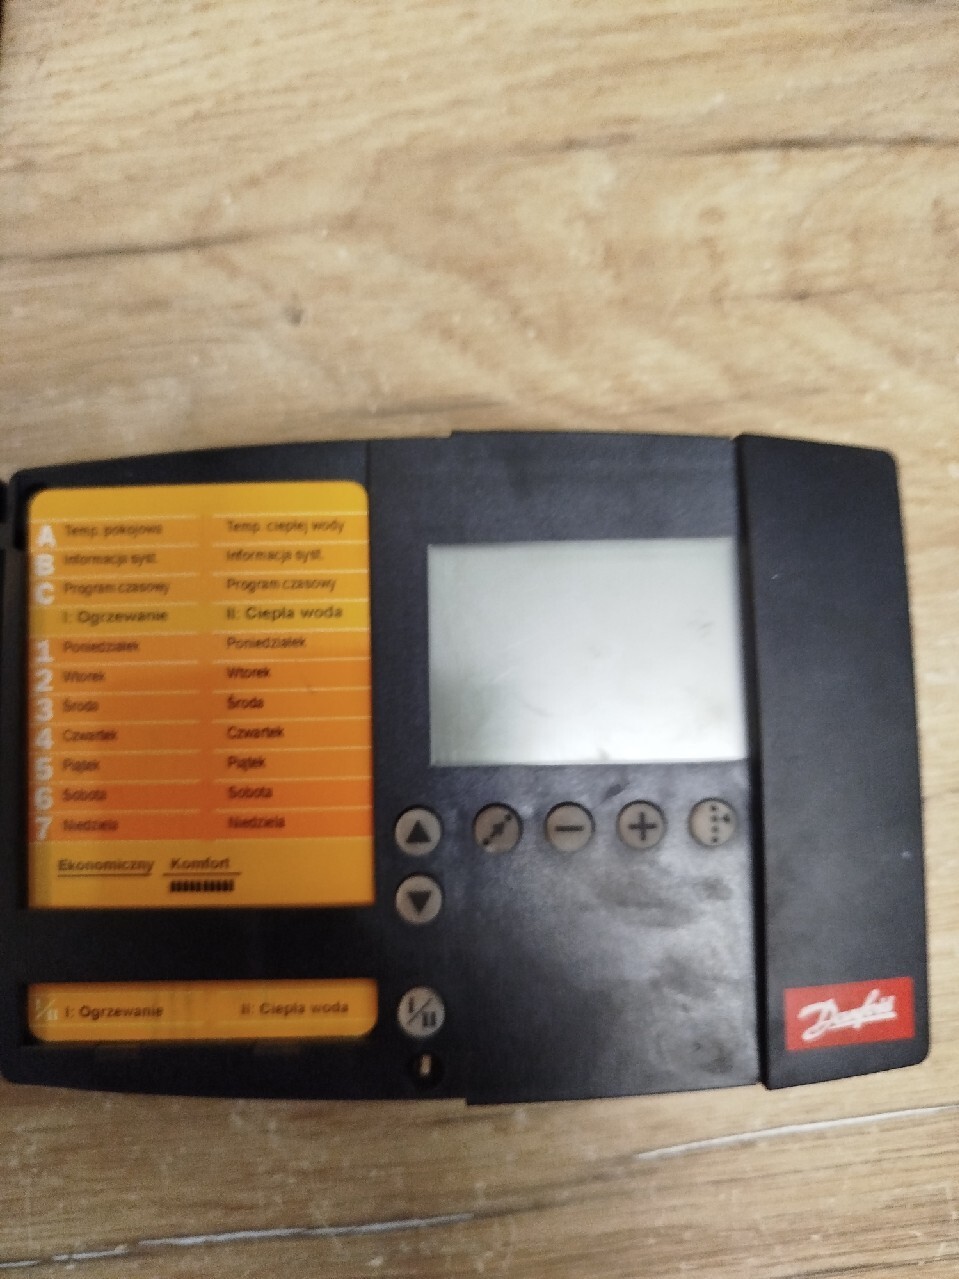 A Temp. pokojowa Temp. ciepłej wody
B Informacja syst. Informacja syst.
C Program czasowy Program czasowy
I: Ogrzewanie II: Ciepła woda
1 Poniedziałek Poniedziałek
2 Wtorek Wtorek
3 Środa Środa
4 Czwartek Czwartek
5 Piątek Piątek
6 Sobota Sobota
7 Niedziela Niedziela
Ekonomiczny Komfort
I/II I: Ogrzewanie II: Ciepła woda
I/II
Danfoss